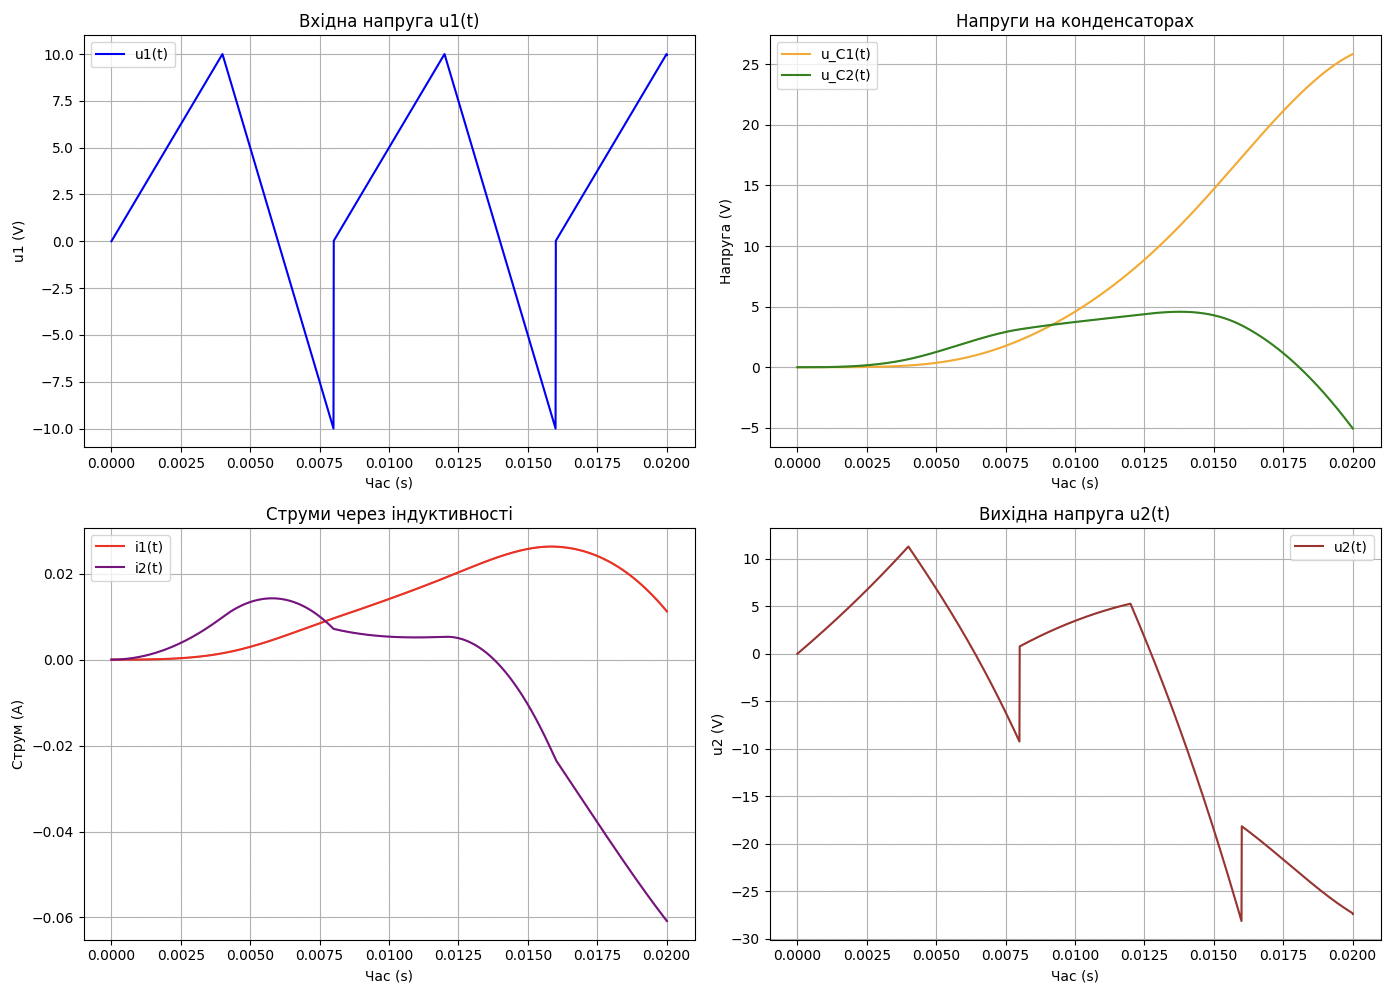 Вхідна напруга u1(t)
u1(t)
u1 (V)
10.0
7.5
5.0
2.5
0.0
−2.5
−5.0
−7.5
−10.0
0.0000 0.0025 0.0050 0.0075 0.0100 0.0125 0.0150 0.0175 0.0200
Час (s)
Напруги на конденсаторах
u_C1(t)
u_C2(t)
Напруга (V)
25
20
15
10
5
0
−5
0.0000 0.0025 0.0050 0.0075 0.0100 0.0125 0.0150 0.0175 0.0200
Час (s)
Струми через індуктивності
i1(t)
i2(t)
Струм (A)
0.02
0.00
−0.02
−0.04
−0.06
0.0000 0.0025 0.0050 0.0075 0.0100 0.0125 0.0150 0.0175 0.0200
Час (s)
Вихідна напруга u2(t)
u2(t)
u2 (V)
10
5
0
−5
−10
−15
−20
−25
−30
0.0000 0.0025 0.0050 0.0075 0.0100 0.0125 0.0150 0.0175 0.0200
Час (s)